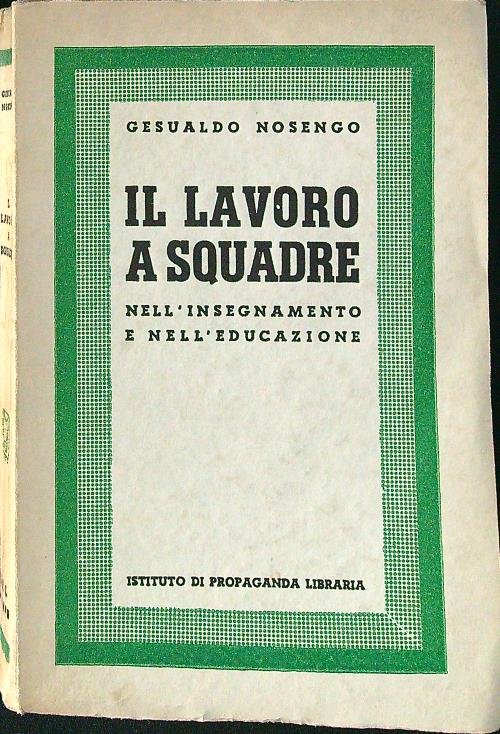 GESUALDO NOSENGO
IL LAVORO
A SQUADRE
NELL'INSEGNAMENTO
E NELL'EDUCAZIONE
ISTITUTO DI PROPAGANDA LIBRARIA